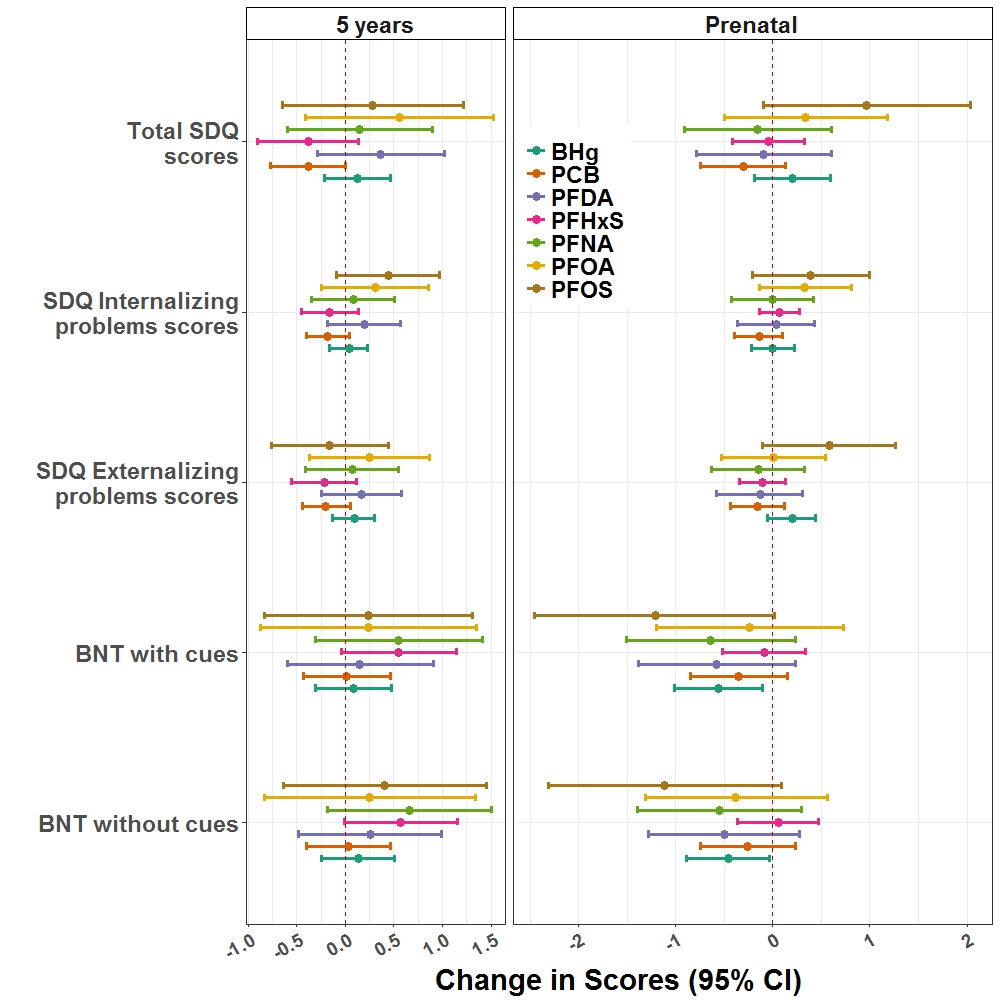 5 years
Prenatal
Total SDQ
scores
SDQ Internalizing
problems scores
SDQ Externalizing
problems scores
BNT with cues
BNT without cues
BHg
PCB
PFDA
PFHxS
PFNA
PFOA
PFOS
-1.0 -0.5 0.0 0.5 1.0 1.5
-2 -1 0 1 2
Change in Scores (95% CI)